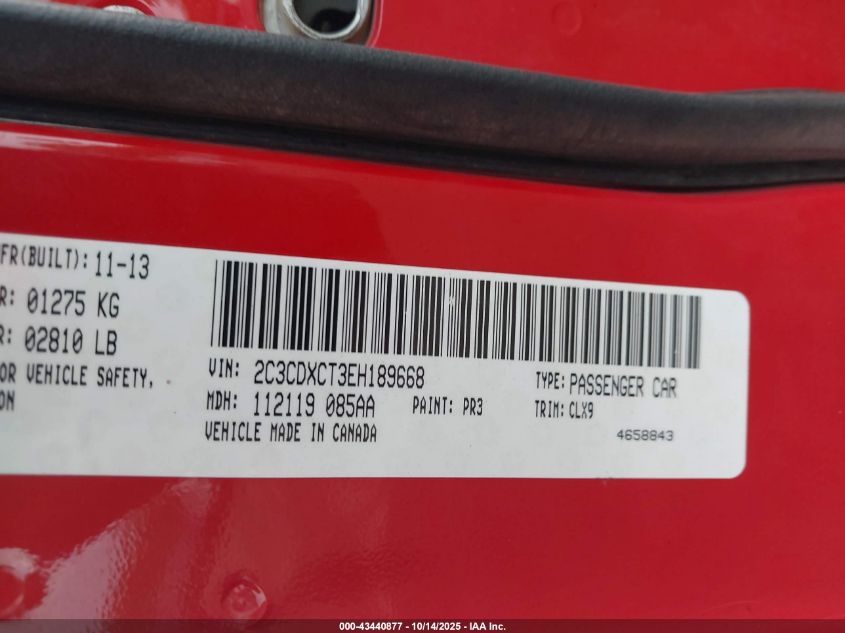 FR(BUILT): 11-13
R: 01275 KG
R: 02810 LB
OR VEHICLE SAFETY,
ON
VIN: 2C3CDXCT3EH189668
TYPE: PASSENGER CAR
MDH: 112119 085AA PAINT: PR3 TRIM: CLX9
VEHICLE MADE IN CANADA
4658843
000-43440877 - 10/14/2025 - IAA Inc.